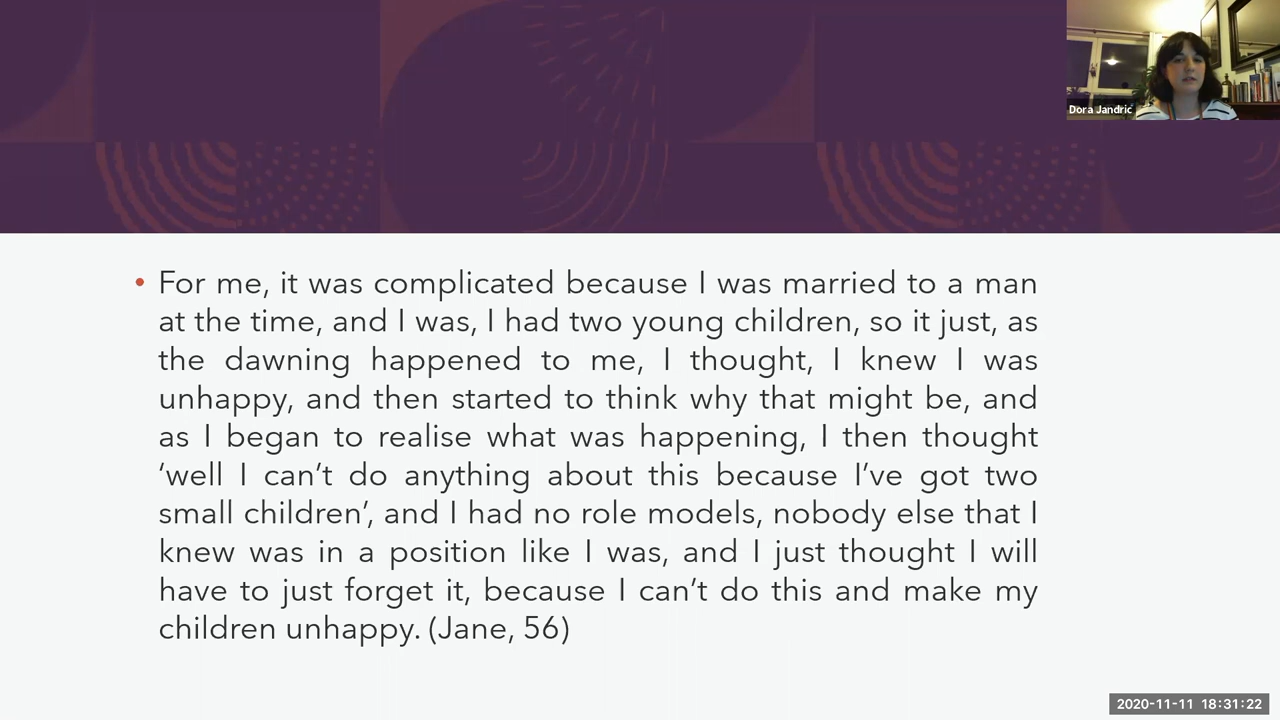 Dora Jandric
• For me, it was complicated because I was married to a man
at the time, and I was, I had two young children, so it just, as
the dawning happened to me, I thought, I knew I was
unhappy, and then started to think why that might be, and
as I began to realise what was happening, I then thought
‘well I can’t do anything about this because I’ve got two
small children’, and I had no role models, nobody else that I
knew was in a position like I was, and I just thought I will
have to just forget it, because I can’t do this and make my
children unhappy. (Jane, 56)
2020-11-11 18:31:22